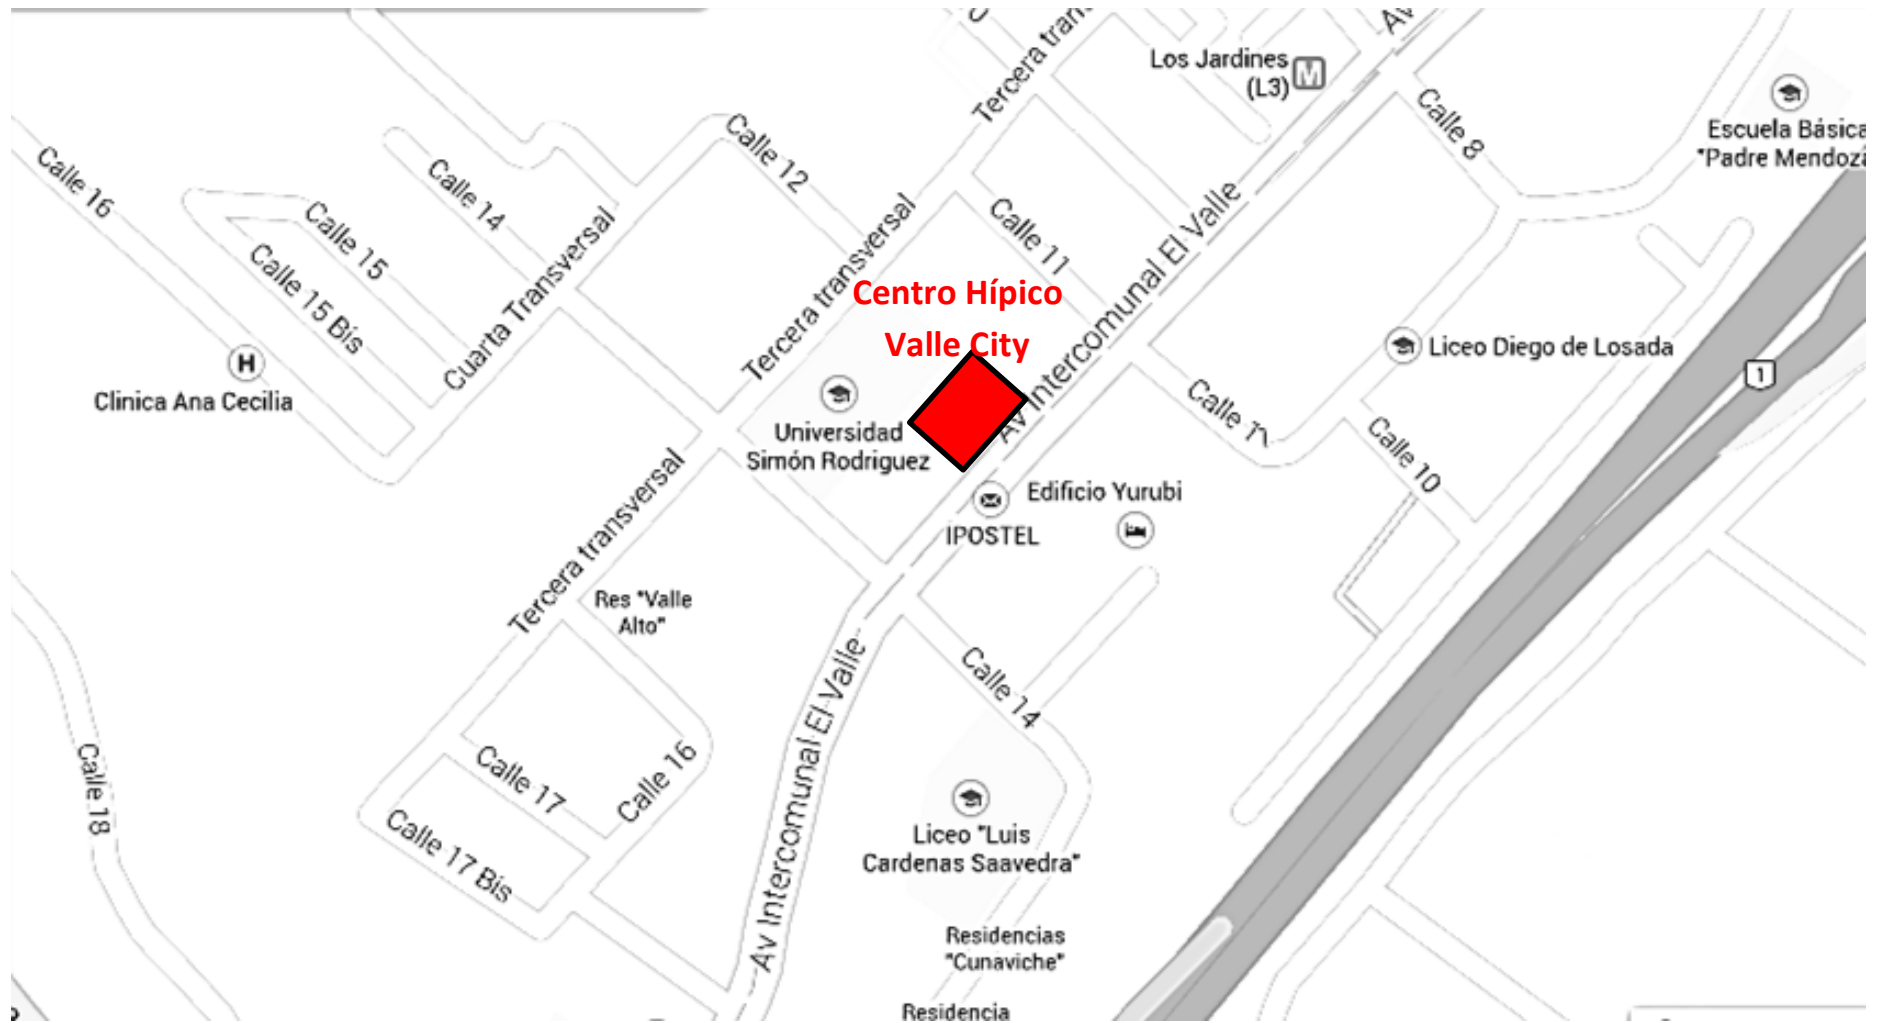 Tercera tran
Av
Los Jardines
(L3)
M
Calle 8
Escuela Básica
"Padre Mendoza
Calle 12
Calle 16
Calle 14
Calle 15
Calle 15 Bis
Cuarta Transversal
Tercera transversal
Calle 11
Av Intercomunal El Valle
Centro Hípico
Valle City
H
Clinica Ana Cecilia
Liceo Diego de Losada
1
Calle 11
Calle 10
Universidad
Simón Rodriguez
Edificio Yurubi
IPOSTEL
Tercera transversal
Res "Valle
Alto"
Calle 14
Av Intercomunal El Valle
Calle 16
Calle 17
Calle 17 Bis
Calle 18
Liceo "Luis
Cardenas Saavedra"
Residencias
"Cunaviche"
Residencia